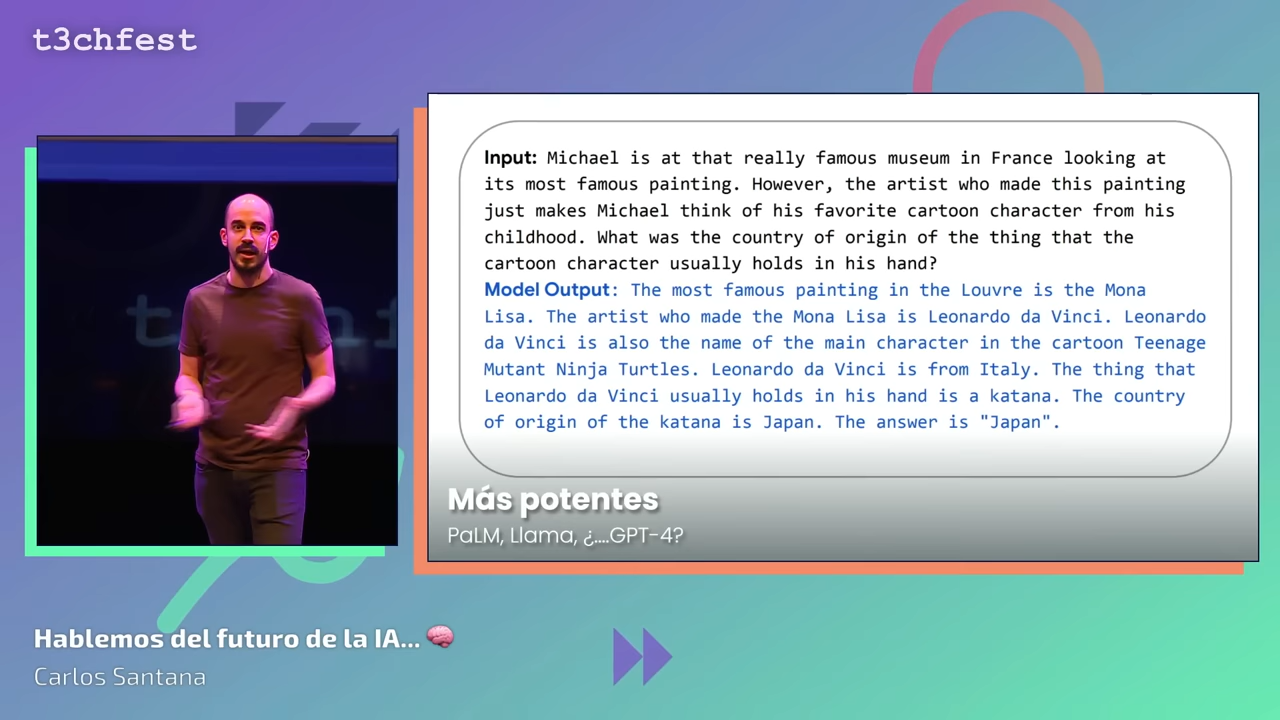 t3chfest
Input: Michael is at that really famous museum in France looking at
its most famous painting. However, the artist who made this painting
just makes Michael think of his favorite cartoon character from his
childhood. What was the country of origin of the thing that the
cartoon character usually holds in his hand?
Model Output: The most famous painting in the Louvre is the Mona
Lisa. The artist who made the Mona Lisa is Leonardo da Vinci. Leonardo
da Vinci is also the name of the main character in the cartoon Teenage
Mutant Ninja Turtles. Leonardo da Vinci is from Italy. The thing that
Leonardo da Vinci usually holds in his hand is a katana. The country
of origin of the katana is Japan. The answer is "Japan".
Más potentes
PaLM, Llama, ¿....GPT-4?
Hablemos del futuro de la IA... 🧠
Carlos Santana